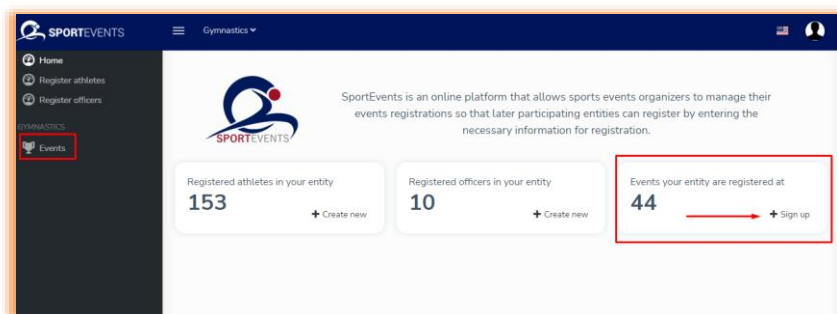 SPORTEVENTS
Gymnastics
Home
Register athletes
Register officers
GYMNASTICS
Events
SPORTEVENTS
SportEvents is an online platform that allows sports events organizers to manage their
events registrations so that later participating entities can register by entering the
necessary information for registration.
Registered athletes in your entity
153
+ Create new
Registered officers in your entity
10
+ Create new
Events your entity are registered at
44
+ Sign up